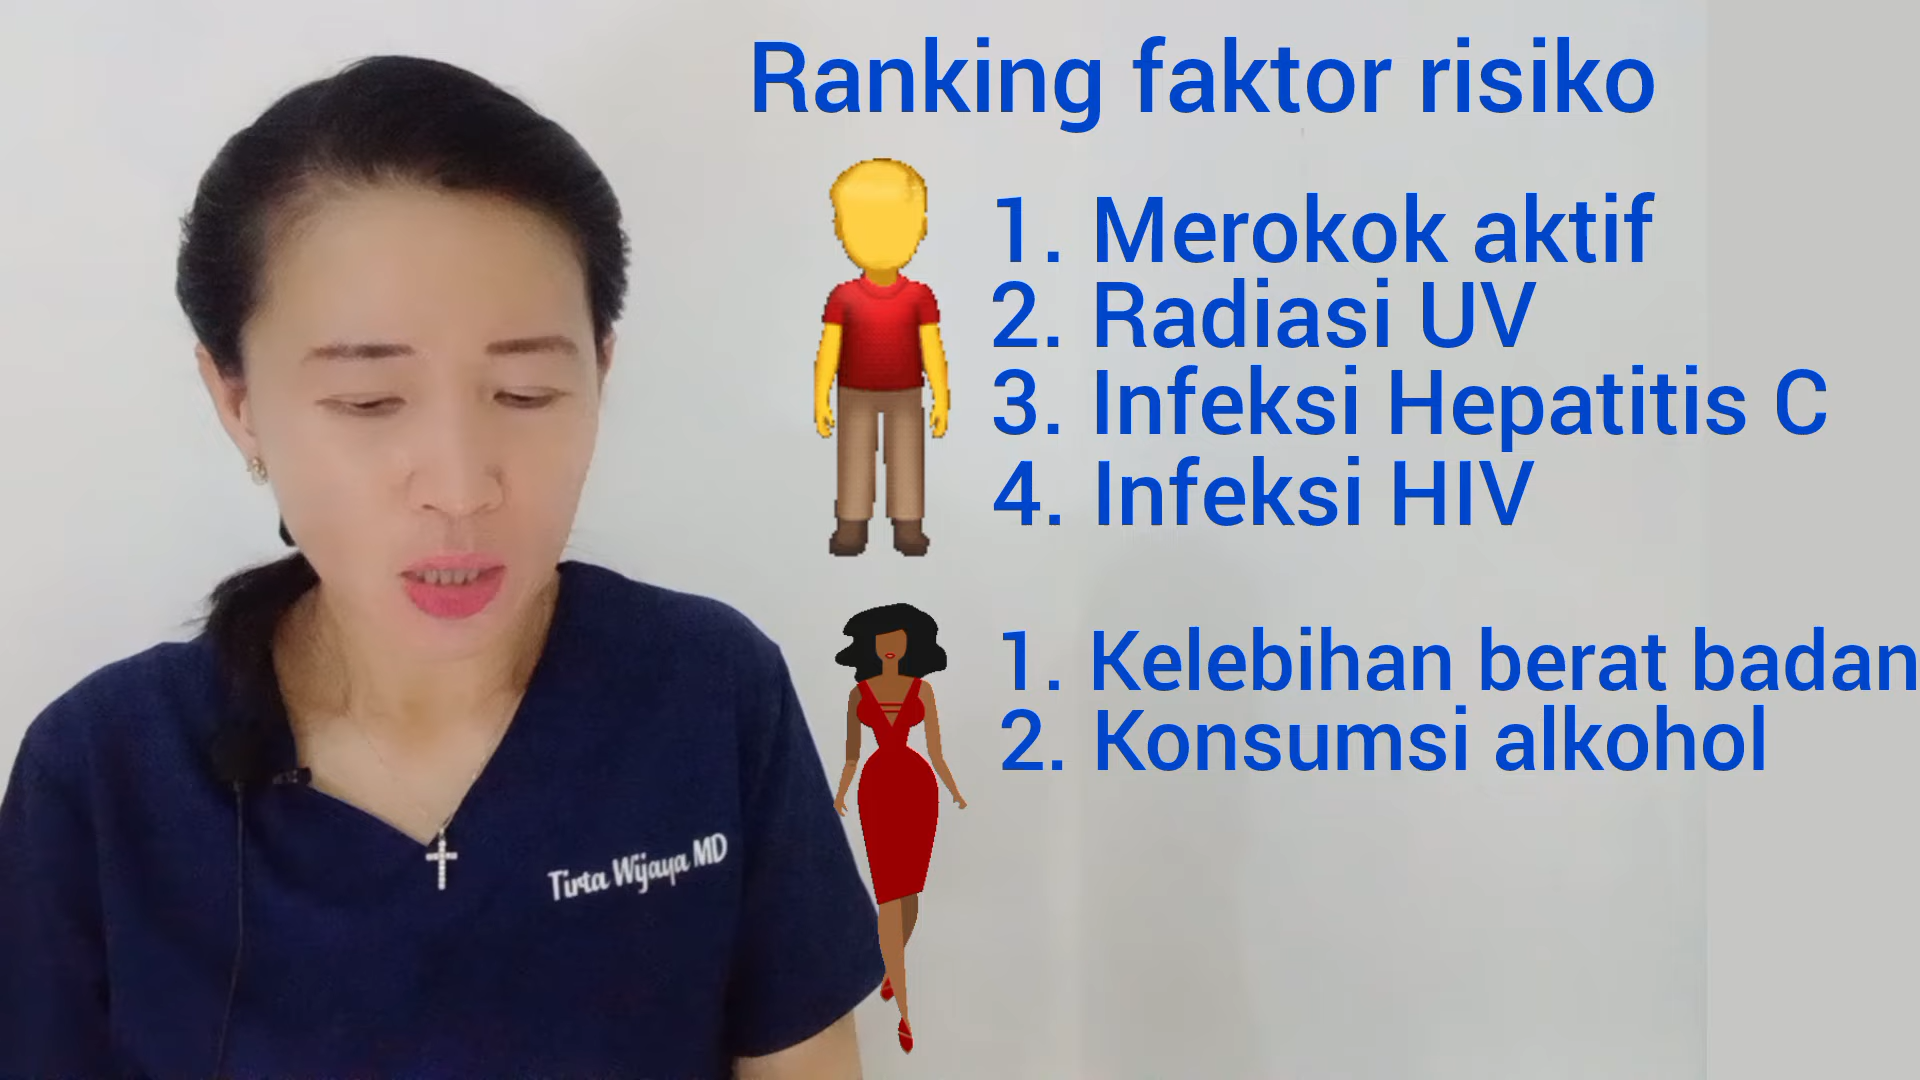 Ranking faktor risiko
1. Merokok aktif
2. Radiasi UV
3. Infeksi Hepatitis C
4. Infeksi HIV
1. Kelebihan berat badan
2. Konsumsi alkohol
Tirta Wijaya MD